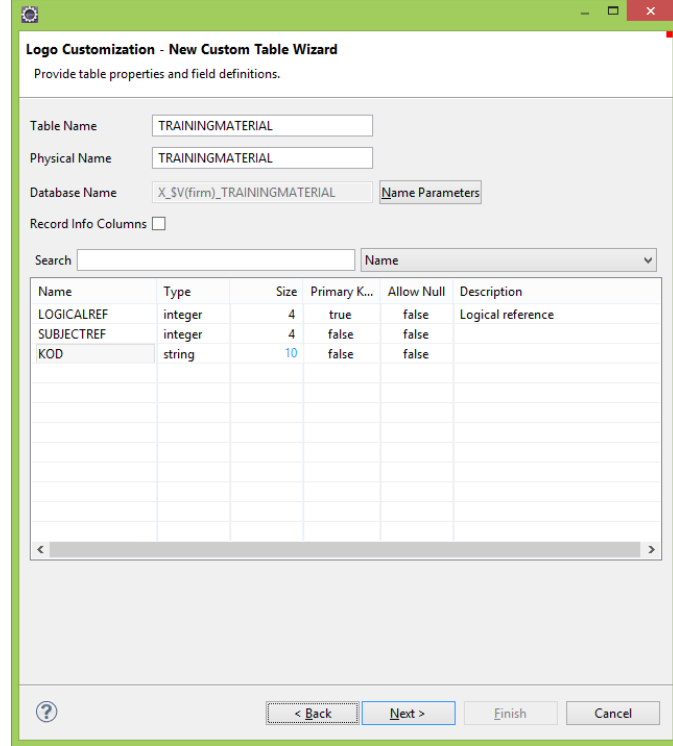 Logo Customization - New Custom Table Wizard
Provide table properties and field definitions.
Table Name TRAININGMATERIAL
Physical Name TRAININGMATERIAL
Database Name X_$V(firm)_TRAININGMATERIAL Name Parameters
Record Info Columns
Search Name
Name Type Size Primary K... Allow Null Description
LOGICALREF integer 4 true false Logical reference
SUBJECTREF integer 4 false false
KOD string 10 false false
< Back Next > Finish Cancel